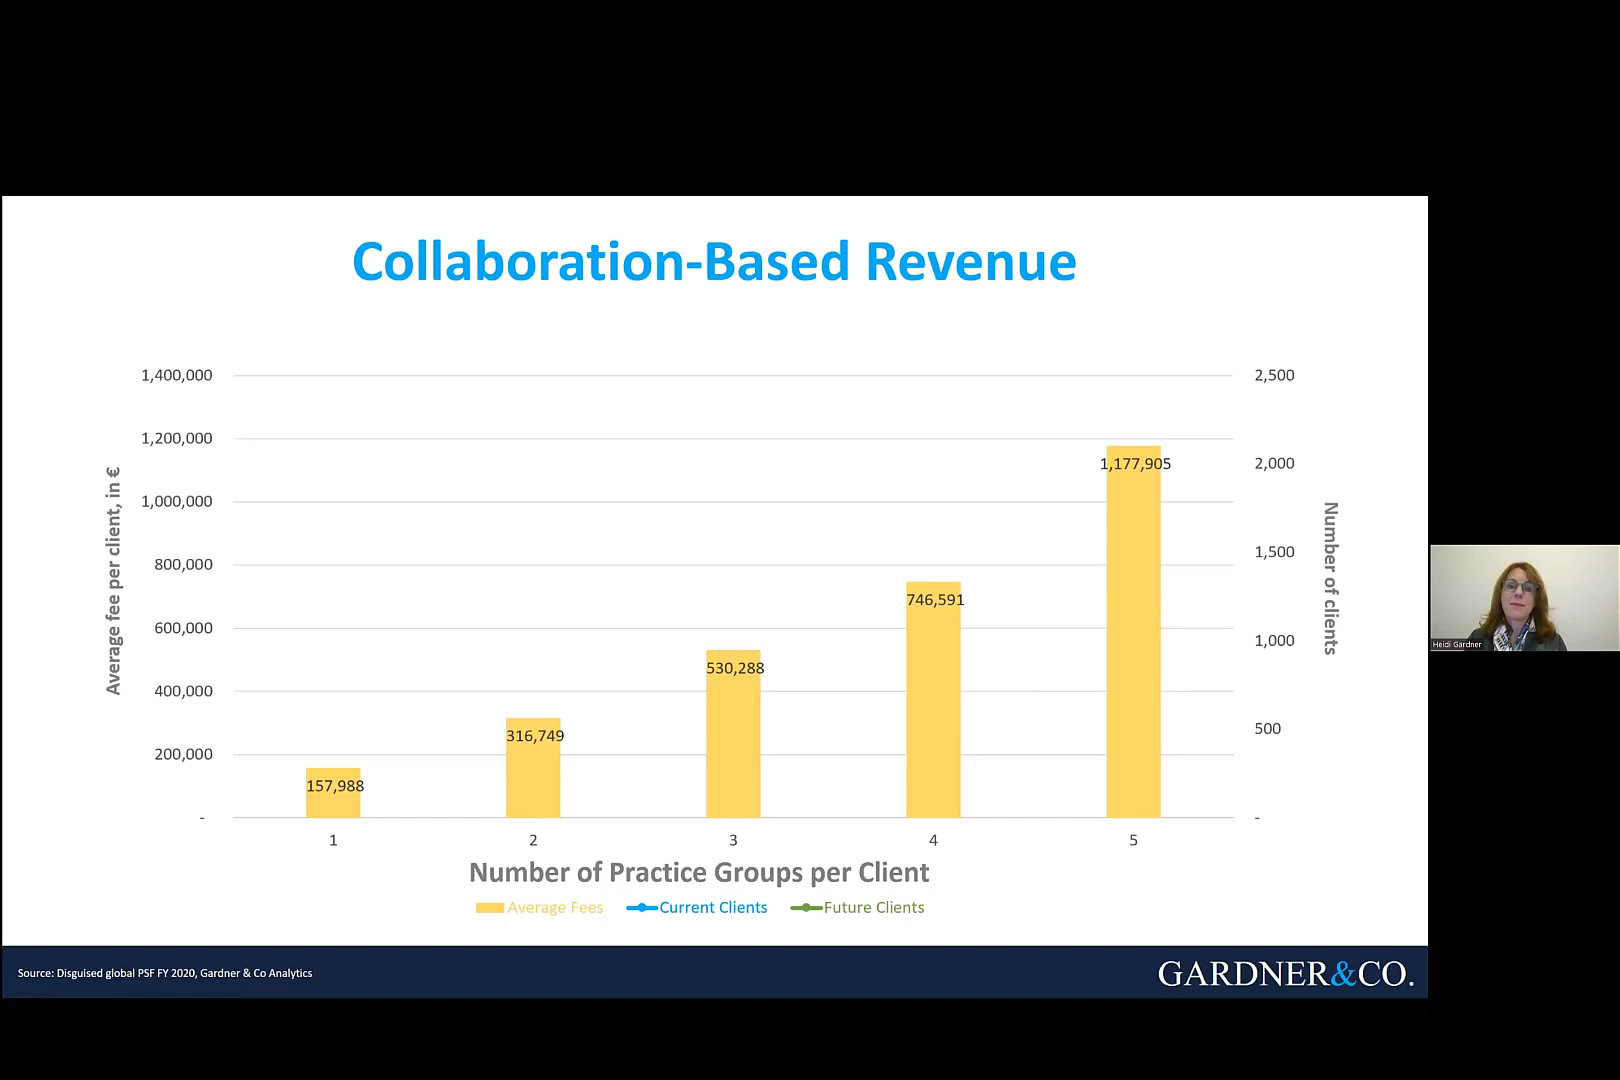 Collaboration-Based Revenue
1,400,000
1,200,000
1,000,000
800,000
600,000
400,000
200,000
-
Average fee per client, in €
157,988
316,749
530,288
746,591
1,177,905
2,500
2,000
1,500
1,000
500
-
Number of clients
1 2 3 4 5
Number of Practice Groups per Client
Average Fees Current Clients Future Clients
Source: Disguised global PSF FY 2020, Gardner & Co Analytics
GARDNER&CO.
Heidi Gardner